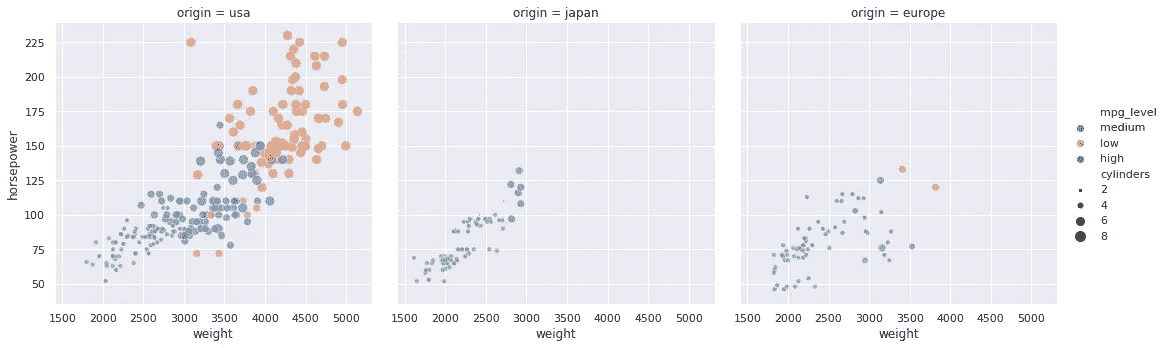 origin = usa
origin = japan
origin = europe
225
200
175
150
125
100
75
50
horsepower
1500 2000 2500 3000 3500 4000 4500 5000
1500 2000 2500 3000 3500 4000 4500 5000
1500 2000 2500 3000 3500 4000 4500 5000
weight
weight
weight
mpg_level
medium
low
high
cylinders
2
4
6
8